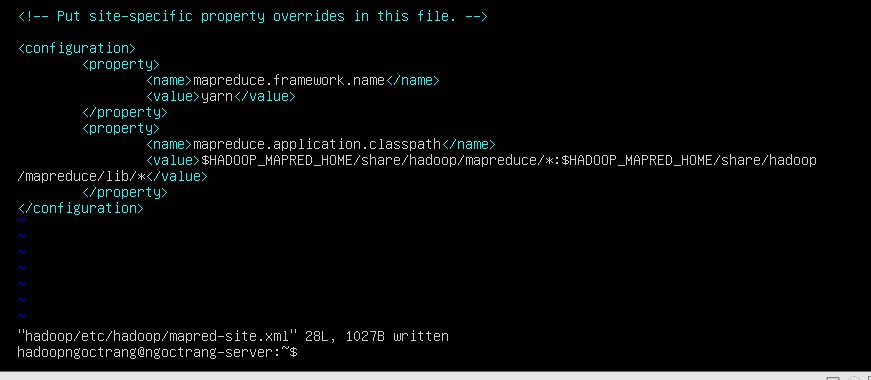 <!-- Put site-specific property overrides in this file. -->
<configuration>
        <property>
                <name>mapreduce.framework.name</name>
                <value>yarn</value>
        </property>
        <property>
                <name>mapreduce.application.classpath</name>
                <value>$HADOOP_MAPRED_HOME/share/hadoop/mapreduce/*:$HADOOP_MAPRED_HOME/share/hadoop
/mapreduce/lib/*</value>
        </property>
</configuration>
~
~
~
~
~
~
~
"hadoop/etc/hadoop/mapred-site.xml" 28L, 1027B written
hadoopngoctrang@ngoctrang-server:~$